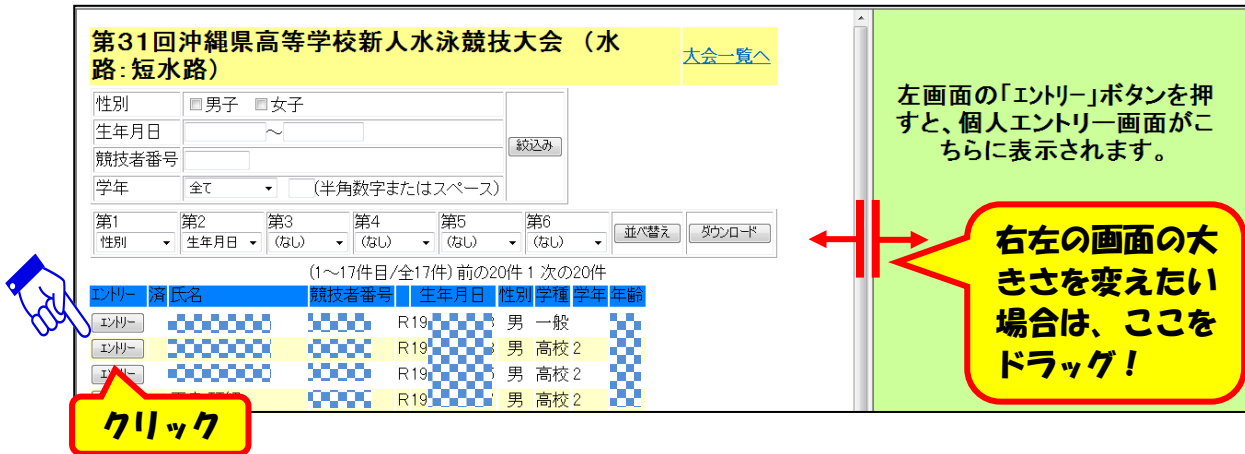 第31回沖縄県高等学校新人水泳競技大会 （水
路:短水路）
大会一覧へ
性別 男子 女子
生年月日 ～
競技者番号
学年 全て (半角数字またはスペース)
絞込み
第1 第2 第3 第4 第5 第6
性別 生年月日 (なし) (なし) (なし) (なし) 並べ替え ダウンロード
(1～17件目/全17件) 前の20件 1 次の20件
エントリー 済 氏名 競技者番号 生年月日 性別 学種 学年 年齢
エントリー R19 男 一般
エントリー R19 男 高校 2
エントリー R19 男 高校 2
R19 男 高校 2
クリック
左画面の「エントリー」ボタンを押
すと、個人エントリー画面がこ
ちらに表示されます。
右左の画面の大
きさを変えたい
場合は、ここを
ドラッグ！